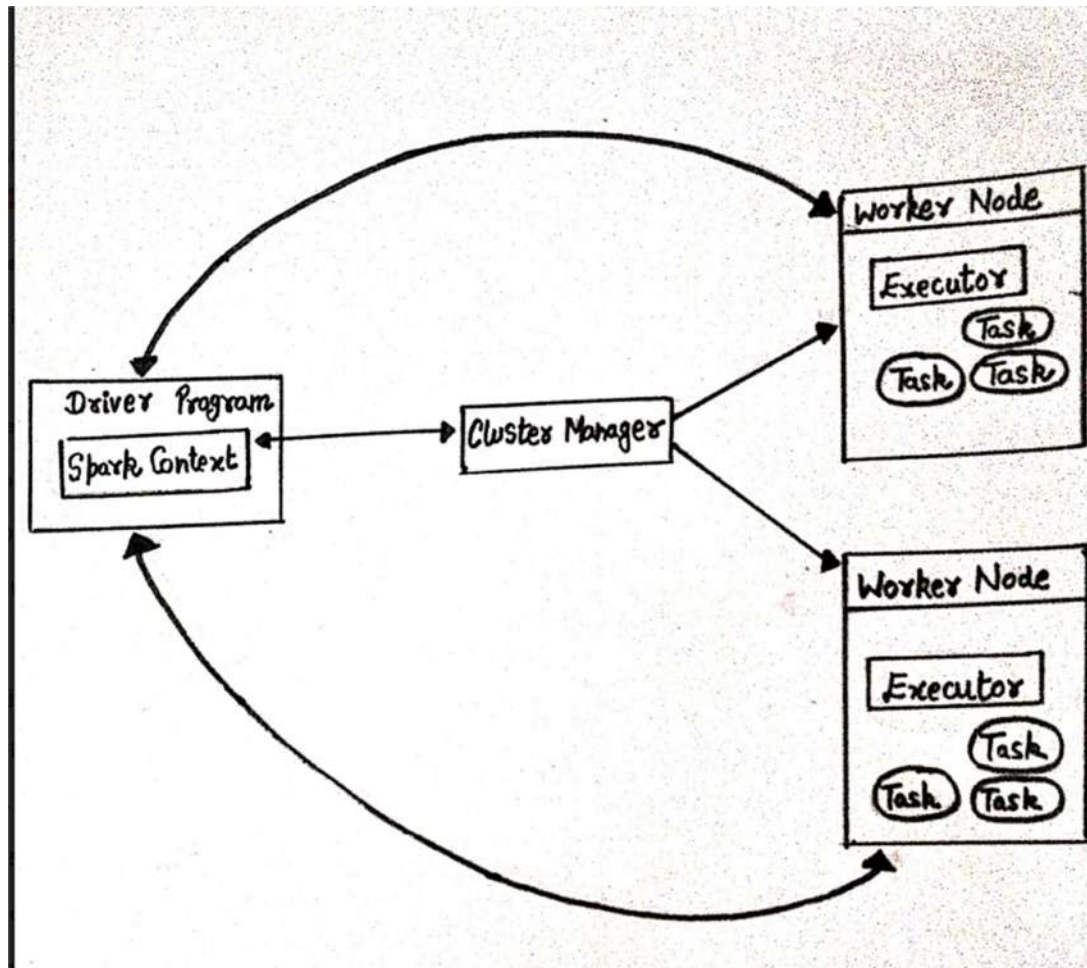 Driver Program
Spark Context
Cluster Manager
Worker Node
Executor
Task
Task
Task
Worker Node
Executor
Task
Task
Task